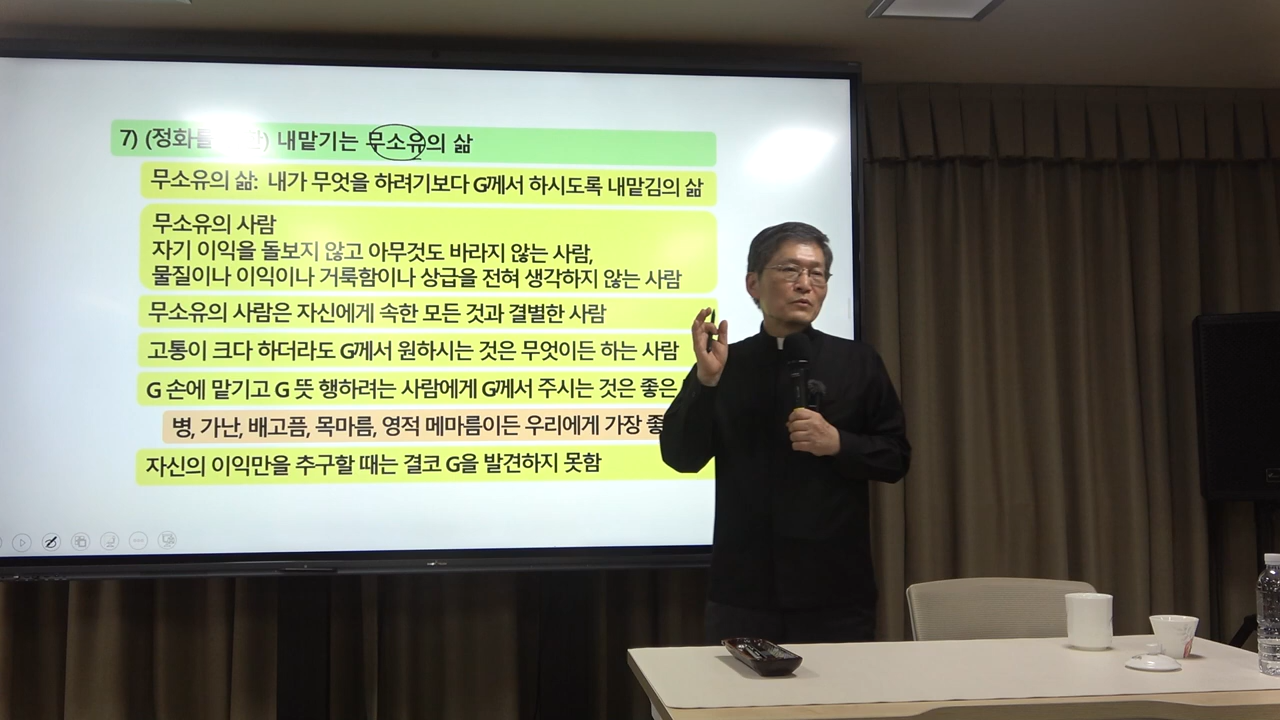 7) (정화를 내맡기는 무소유의 삶
무소유의 삶: 내가 무엇을 하려기보다 G께서 하시도록 내맡김의 삶
무소유의 사람
자기 이익을 돌보지 않고 아무것도 바라지 않는 사람,
물질이나 이익이나 거룩함이나 상급을 전혀 생각하지 않는 사람
무소유의 사람은 자신에게 속한 모든 것과 결별한 사람
고통이 크다 하더라도 G께서 원하시는 것은 무엇이든 하는 사람
G 손에 맡기고 G 뜻 행하려는 사람에게 G께서 주시는 것은 좋은
병, 가난, 배고픔, 목마름, 영적 메마름이든 우리에게 가장
자신의 이익만을 추구할 때는 결코 G을 발견하지 못함